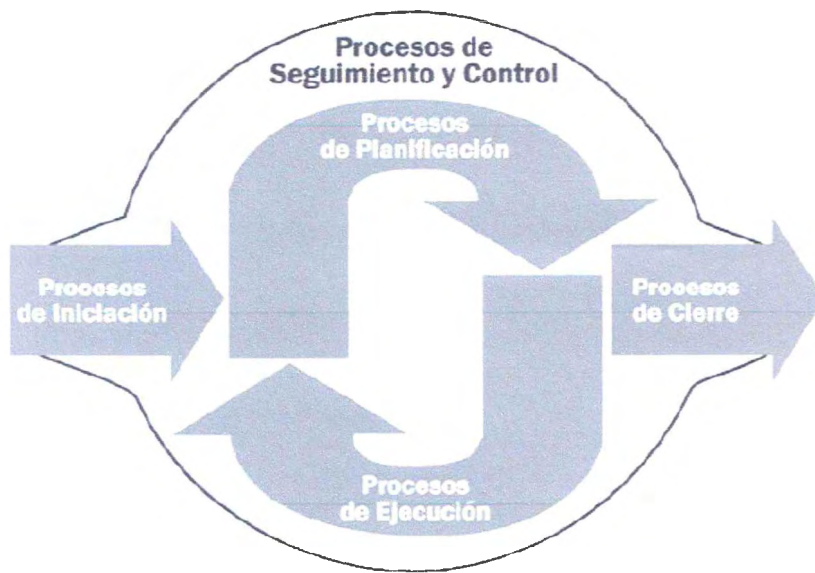 Procesos de
Seguimiento y Control
Procesos
de Planificación
Procesos
de Iniciación
Procesos
de Cierre
Procesos
de Ejecución